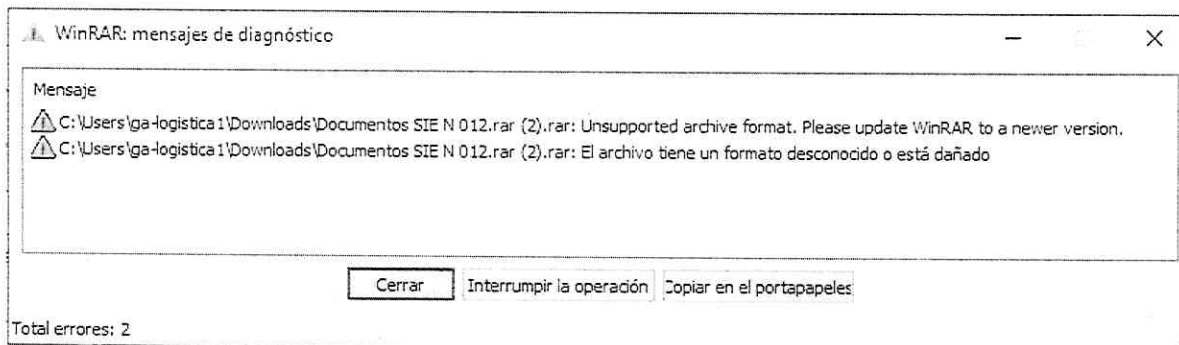 WinRAR: mensajes de diagnóstico
Mensaje
C:\Users\ga-logistica1\Downloads\Documentos SIE N 012.rar (2).rar: Unsupported archive format. Please update WinRAR to a newer version.
C:\Users\ga-logistica1\Downloads\Documentos SIE N 012.rar (2).rar: El archivo tiene un formato desconocido o está dañado
Cerrar
Interrumpir la operación
Copiar en el portapapeles
Total errores: 2